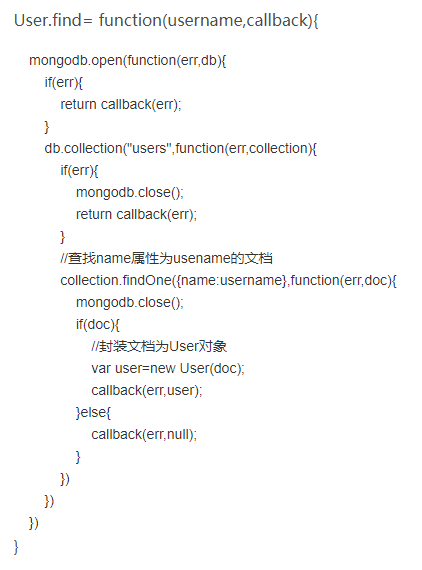 User.find= function(username,callback){
mongodb.open(function(err,db){
if(err){
return callback(err);
}
db.collection("users",function(err,collection){
if(err){
mongodb.close();
return callback(err);
}
//查找name属性为usename的文档
collection.findOne({name:username},function(err,doc){
mongodb.close();
if(doc){
//封装文档为User对象
var user=new User(doc);
callback(err,user);
}else{
callback(err,null);
}
})
})
})
}